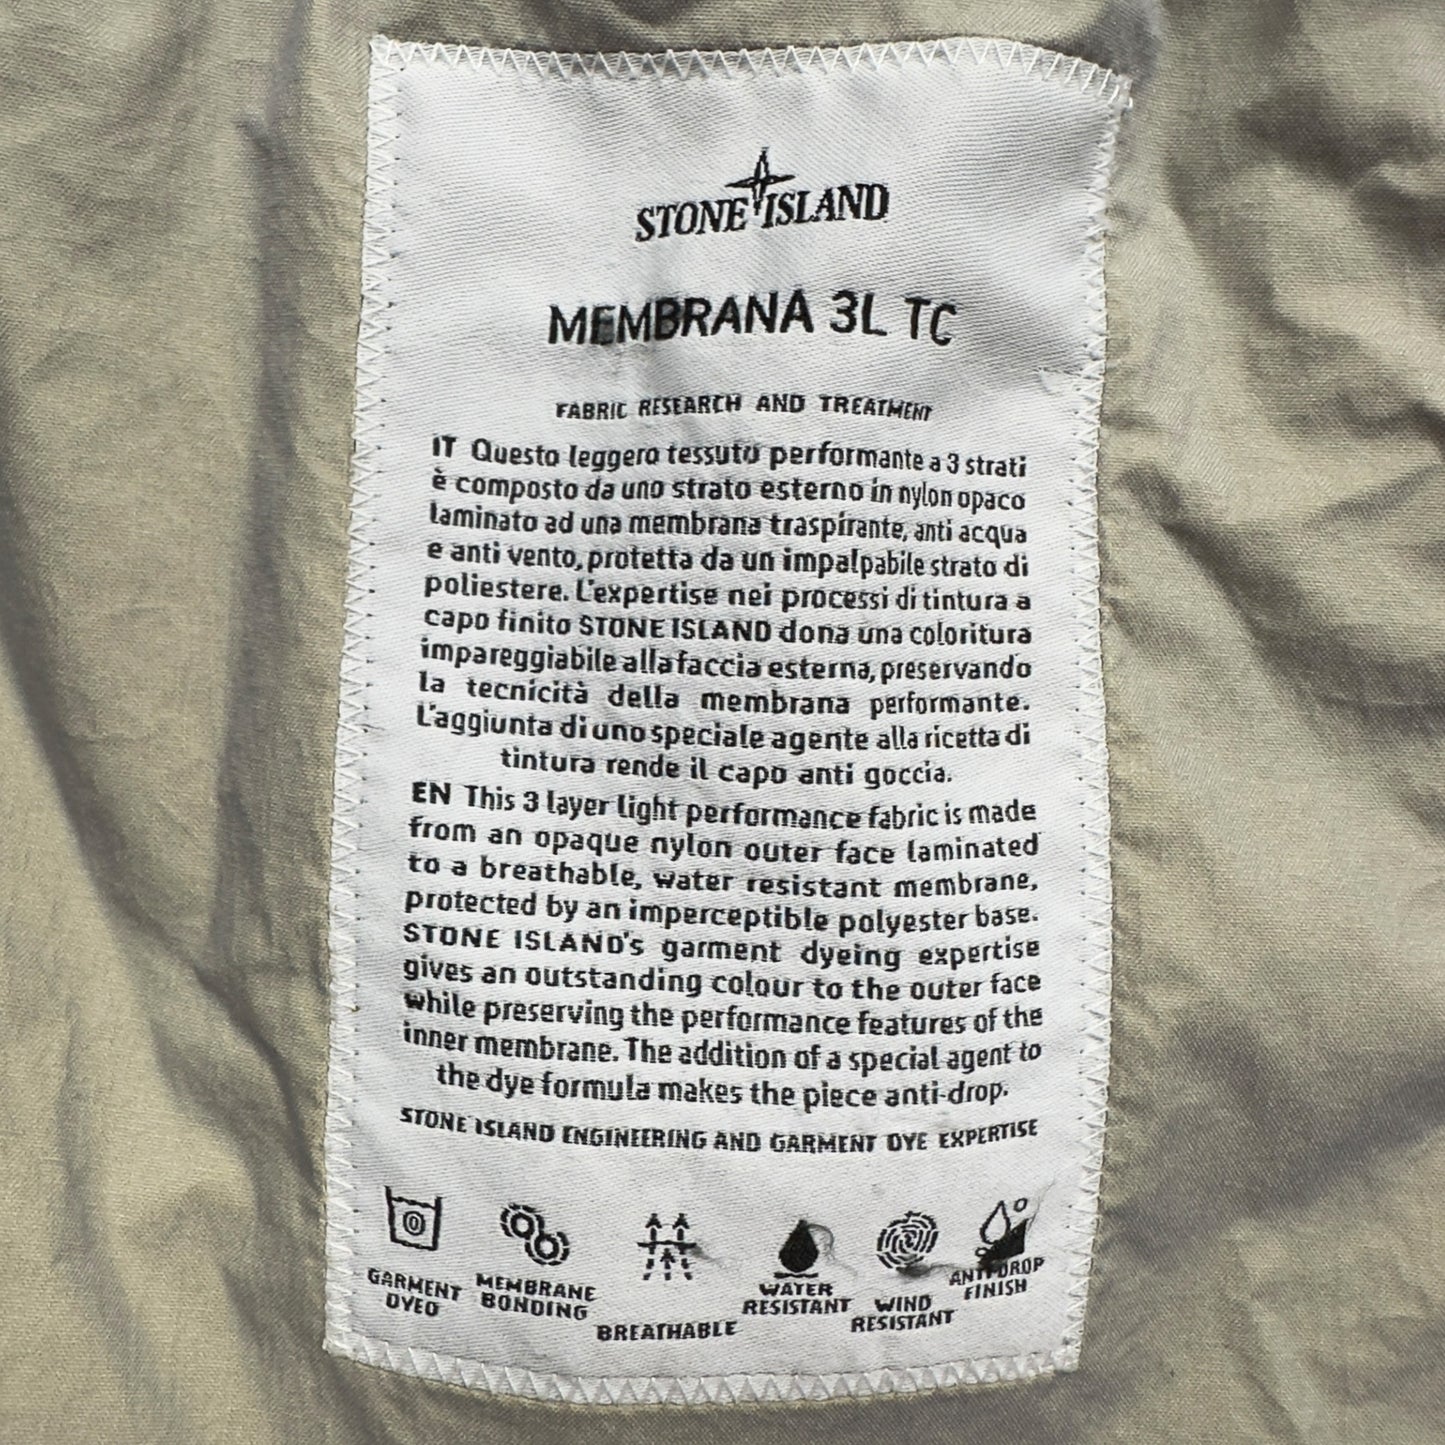 STONE ISLAND
MEMBRANA 3L TC
FABRIC RESEARCH AND TREATMENT
IT Questo leggero tessuto performante a 3 strati
è composto da uno strato esterno in nylon opaco
laminato ad una membrana traspirante, anti acqua
e anti vento, protetta da un impalpabile strato di
poliestere. L'expertise nei processi di tintura a
capo finito STONE ISLAND dona una coloritura
impareggiabile alla faccia esterna, preservando
la tecnicità della membrana performante.
L'aggiunta di uno speciale agente alla ricetta di
tintura rende il capo anti goccia.
EN This 3 layer light performance fabric is made
from an opaque nylon outer face laminated
to a breathable, water resistant membrane,
protected by an imperceptible polyester base.
STONE ISLAND's garment dyeing expertise
gives an outstanding colour to the outer face
while preserving the performance features of the
inner membrane. The addition of a special agent to
the dye formula makes the piece anti-drop.
STONE ISLAND ENGINEERING AND GARMENT DYE EXPERTISE
GARMENT
DYED
MEMBRANE
BONDING
BREATHABLE
WATER
RESISTANT
WIND
RESISTANT
ANTI DROP
FINISH